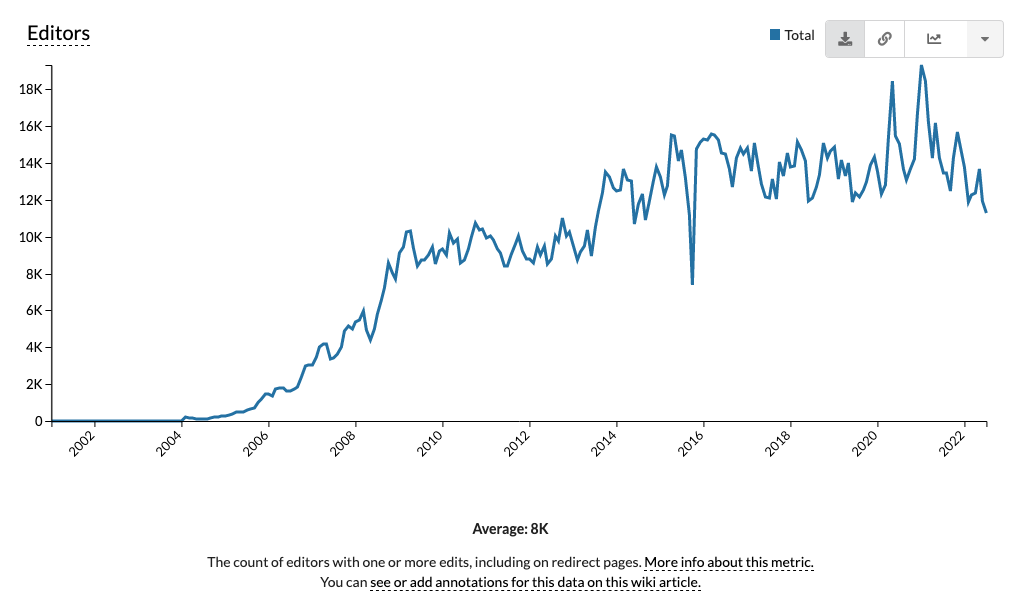 Editors
Total
18K
16K
14K
12K
10K
8K
6K
4K
2K
0
2002
2004
2006
2008
2010
2012
2014
2016
2018
2020
2022
Average: 8K
The count of editors with one or more edits, including on redirect pages. More info about this metric.
You can see or add annotations for this data on this wiki article.